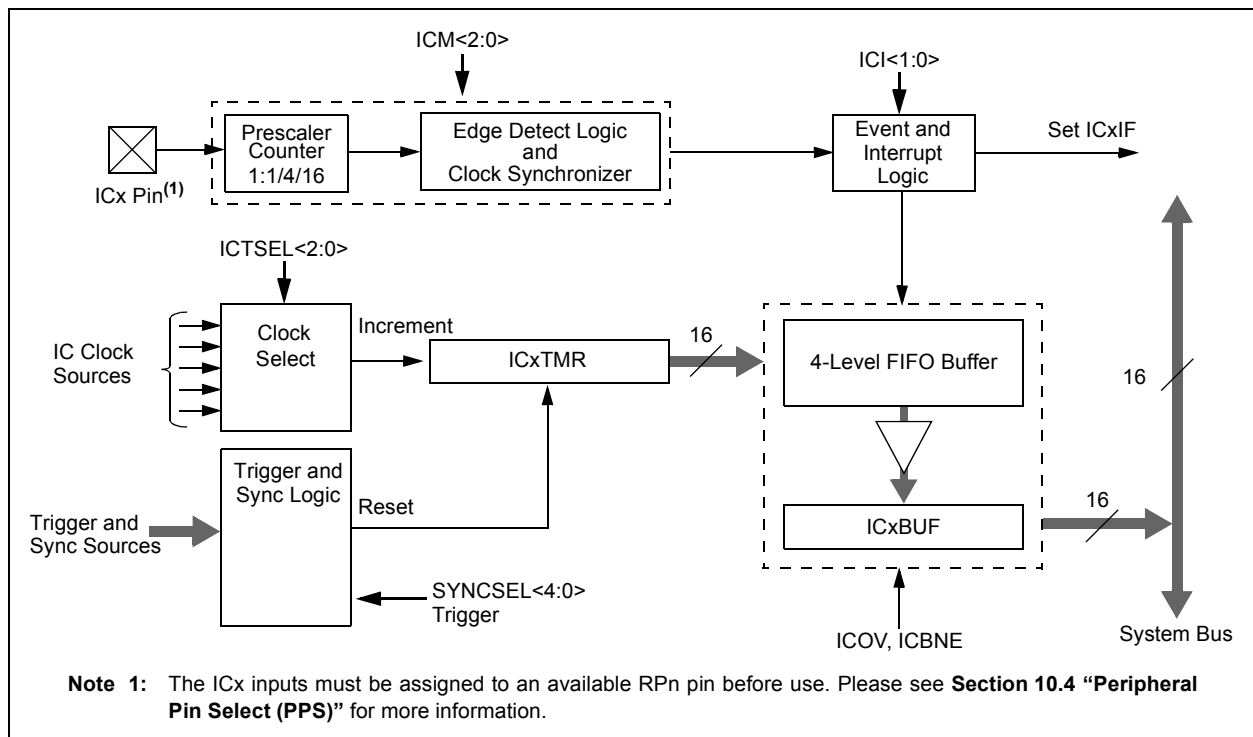 ICM<2:0>
ICI<1:0>
Prescaler
Counter
1:1/4/16
Edge Detect Logic
and
Clock Synchronizer
Event and
Interrupt
Logic
Set ICxIF
ICx Pin(1)
ICTSEL<2:0>
IC Clock
Sources
Clock
Select
Increment
ICxTMR
16
4-Level FIFO Buffer
16
Trigger and
Sync Logic
Reset
Trigger and
Sync Sources
ICxBUF
16
SYNCSEL<4:0>
Trigger
ICOV, ICBNE
System Bus
Note 1: The ICx inputs must be assigned to an available RPn pin before use. Please see Section 10.4 “Peripheral
Pin Select (PPS)” for more information.